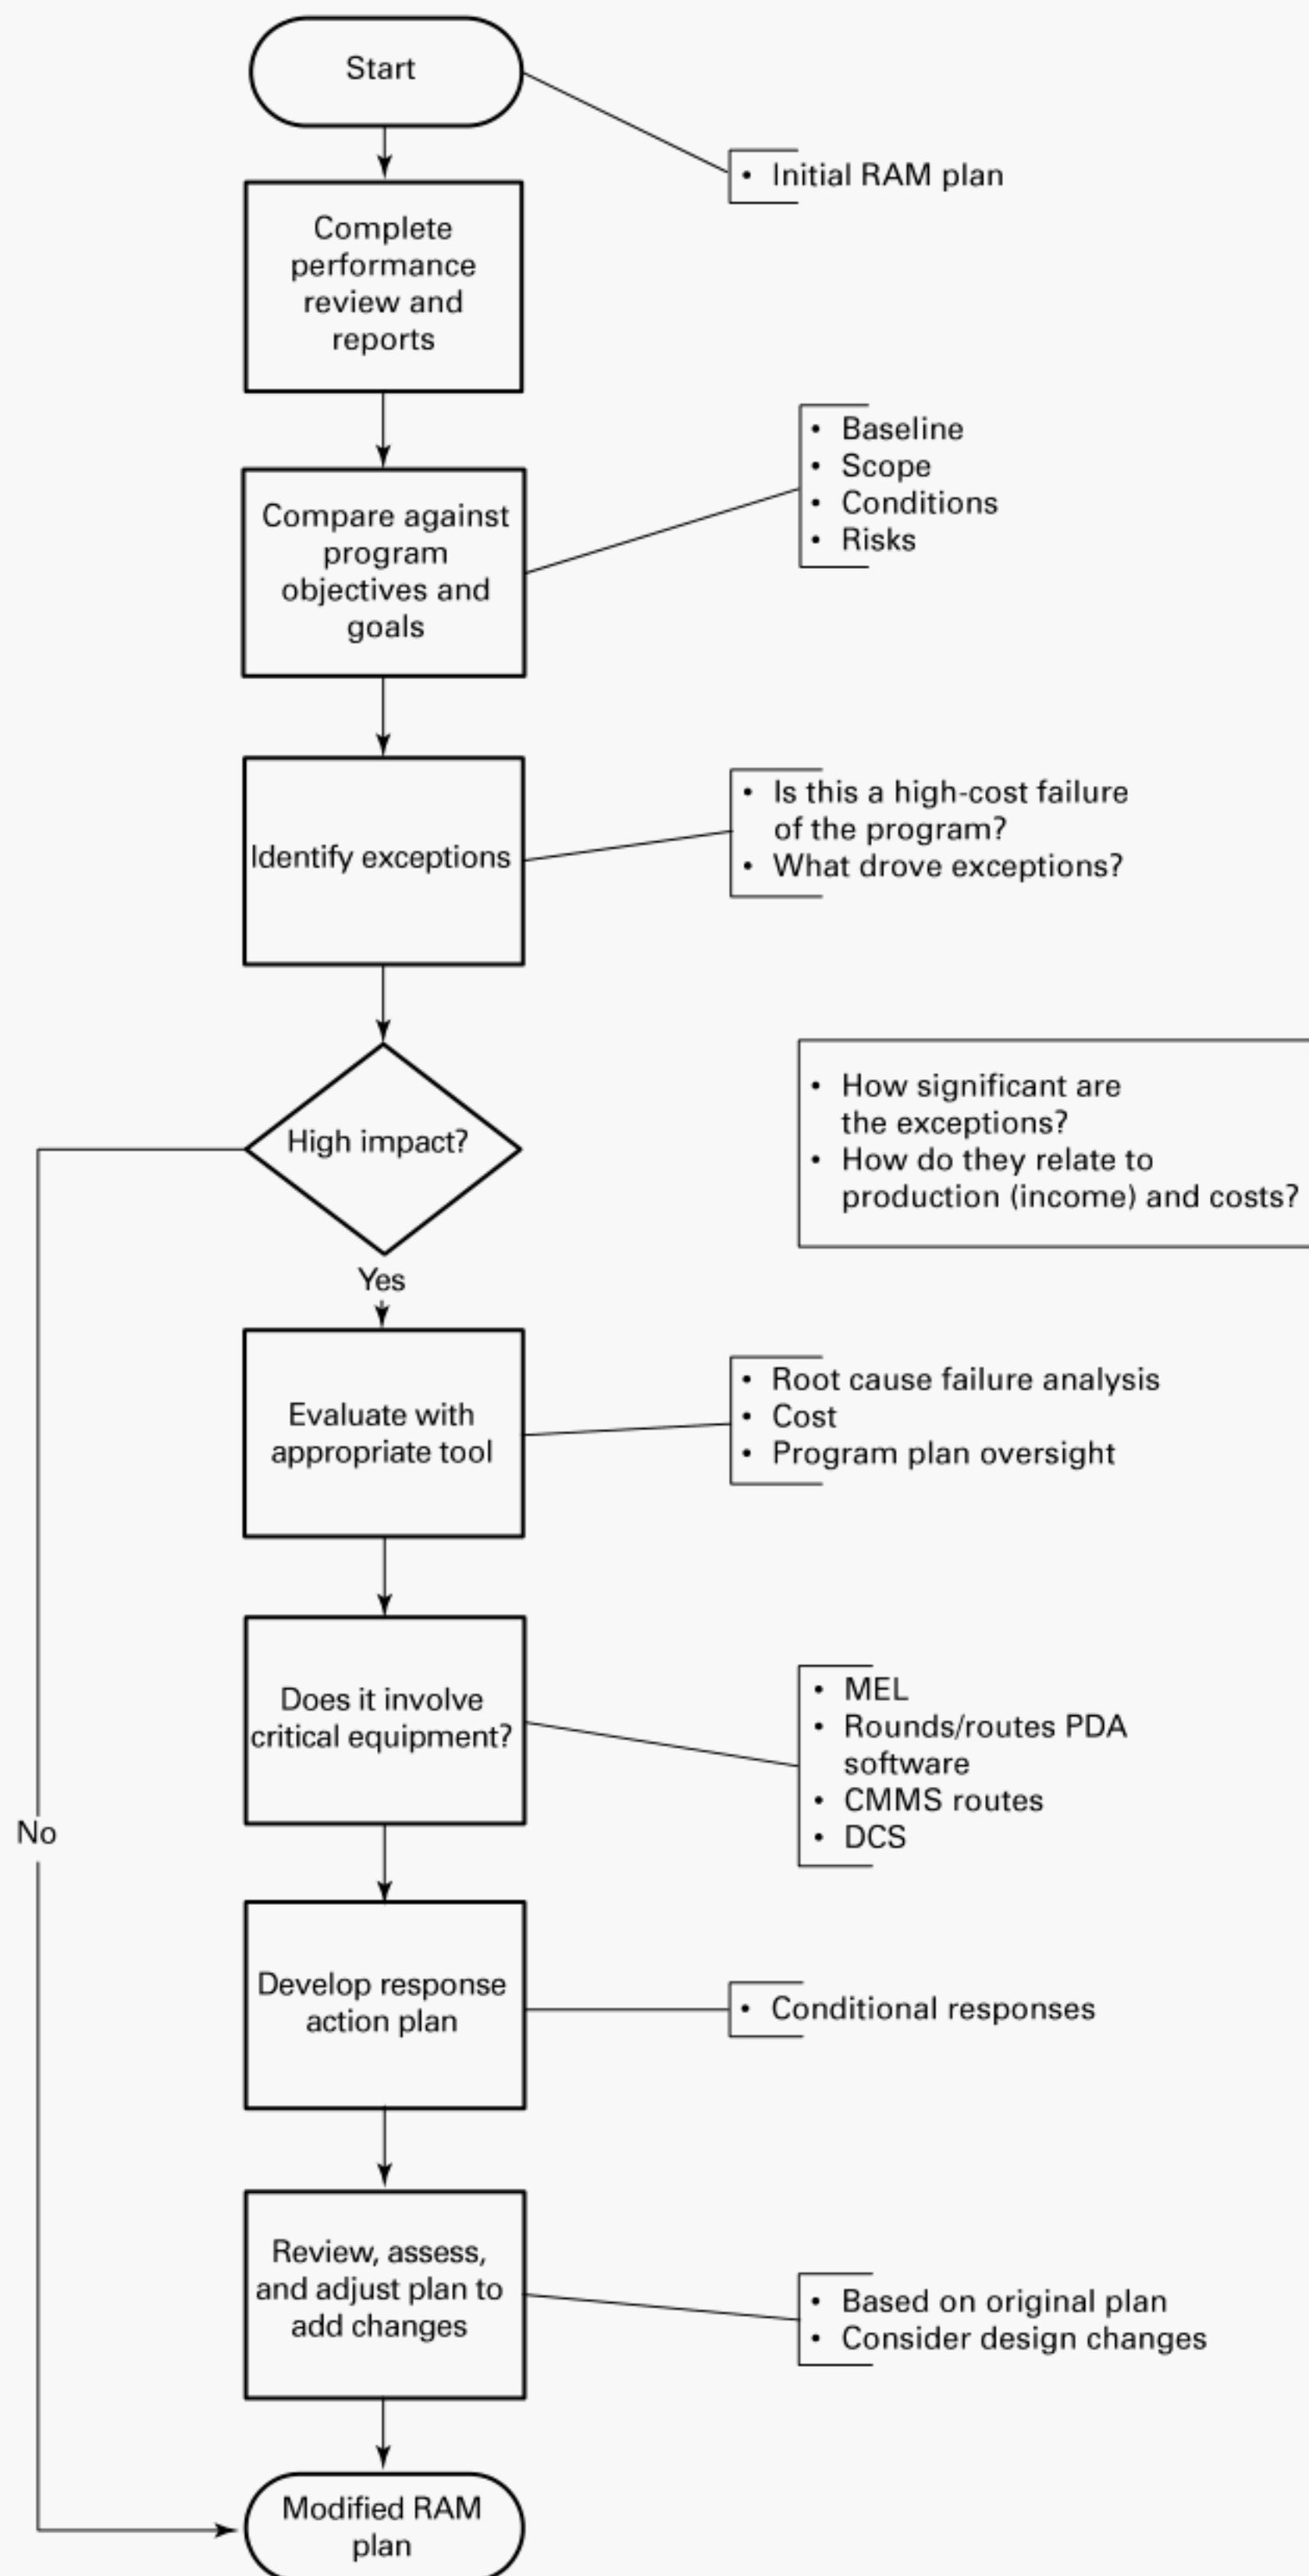 Start
• Initial RAM plan
Complete
performance
review and
reports
• Baseline
• Scope
• Conditions
• Risks
Compare against
program
objectives and
goals
• Is this a high-cost failure
of the program?
• What drove exceptions?
Identify exceptions
• How significant are
the exceptions?
• How do they relate to
production (income) and costs?
High impact?
Yes
• Root cause failure analysis
• Cost
• Program plan oversight
Evaluate with
appropriate tool
• MEL
• Rounds/routes PDA
software
• CMMS routes
• DCS
Does it involve
critical equipment?
No
Develop response
action plan
• Conditional responses
Review, assess,
and adjust plan to
add changes
• Based on original plan
• Consider design changes
Modified RAM
plan